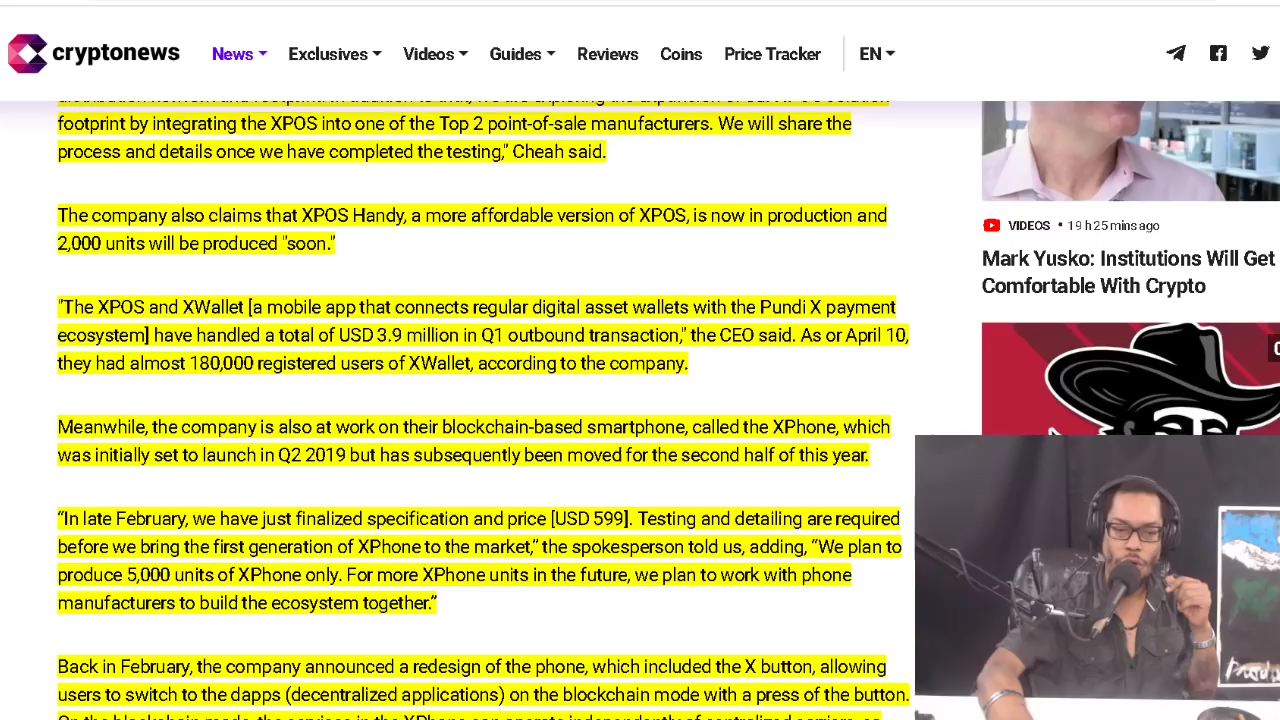 cryptonews
News Exclusives Videos Guides Reviews Coins Price Tracker EN
footprint by integrating the XPOS into one of the Top 2 point-of-sale manufacturers. We will share the
process and details once we have completed the testing," Cheah said.
The company also claims that XPOS Handy, a more affordable version of XPOS, is now in production and
2,000 units will be produced "soon."
"The XPOS and XWallet [a mobile app that connects regular digital asset wallets with the Pundi X payment
ecosystem] have handled a total of USD 3.9 million in Q1 outbound transaction," the CEO said. As or April 10,
they had almost 180,000 registered users of XWallet, according to the company.
Meanwhile, the company is also at work on their blockchain-based smartphone, called the XPhone, which
was initially set to launch in Q2 2019 but has subsequently been moved for the second half of this year.
“In late February, we have just finalized specification and price [USD 599]. Testing and detailing are required
before we bring the first generation of XPhone to the market,” the spokesperson told us, adding, “We plan to
produce 5,000 units of XPhone only. For more XPhone units in the future, we plan to work with phone
manufacturers to build the ecosystem together.”
Back in February, the company announced a redesign of the phone, which included the X button, allowing
users to switch to the dapps (decentralized applications) on the blockchain mode with a press of the button.
VIDEOS • 19 h 25 mins ago
Mark Yusko: Institutions Will Get
Comfortable With Crypto